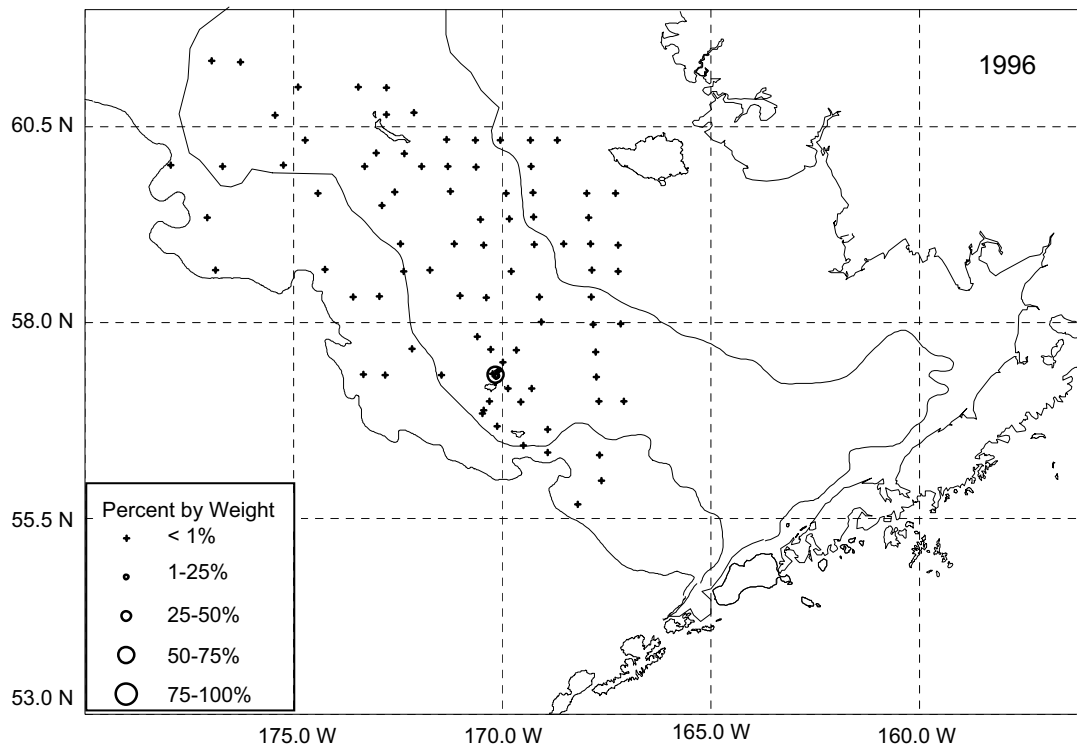 1996
60.5 N
58.0 N
55.5 N
53.0 N
Percent by Weight
< 1%
1-25%
25-50%
50-75%
75-100%
175.0 W
170.0 W
165.0 W
160.0 W